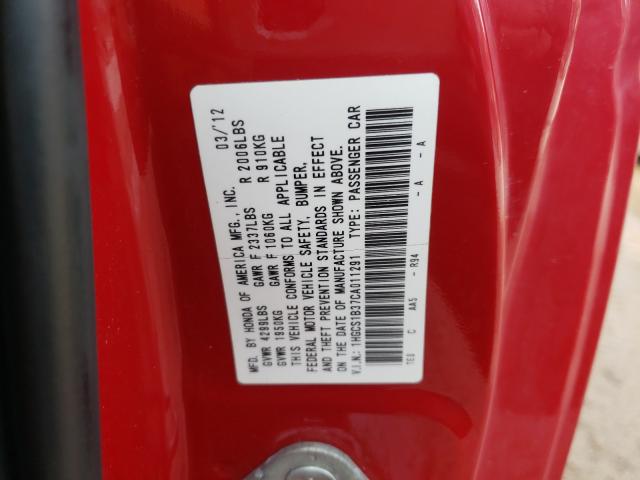 MFD. BY HONDA OF AMERICA MFG., INC. 03/'12
GVWR 4299LBS GAWR F 2337LBS R 2006LBS
GVWR 1950KG GAWR F 1060KG R 910KG
THIS VEHICLE CONFORMS TO ALL APPLICABLE
FEDERAL MOTOR VEHICLE SAFETY, BUMPER,
AND THEFT PREVENTION STANDARDS IN EFFECT
ON THE DATE OF MANUFACTURE SHOWN ABOVE.
V.I.N.: 1HGCS1B37CA011291 TYPE: PASSENGER CAR
TE0 C AA5 - R94 - A - A